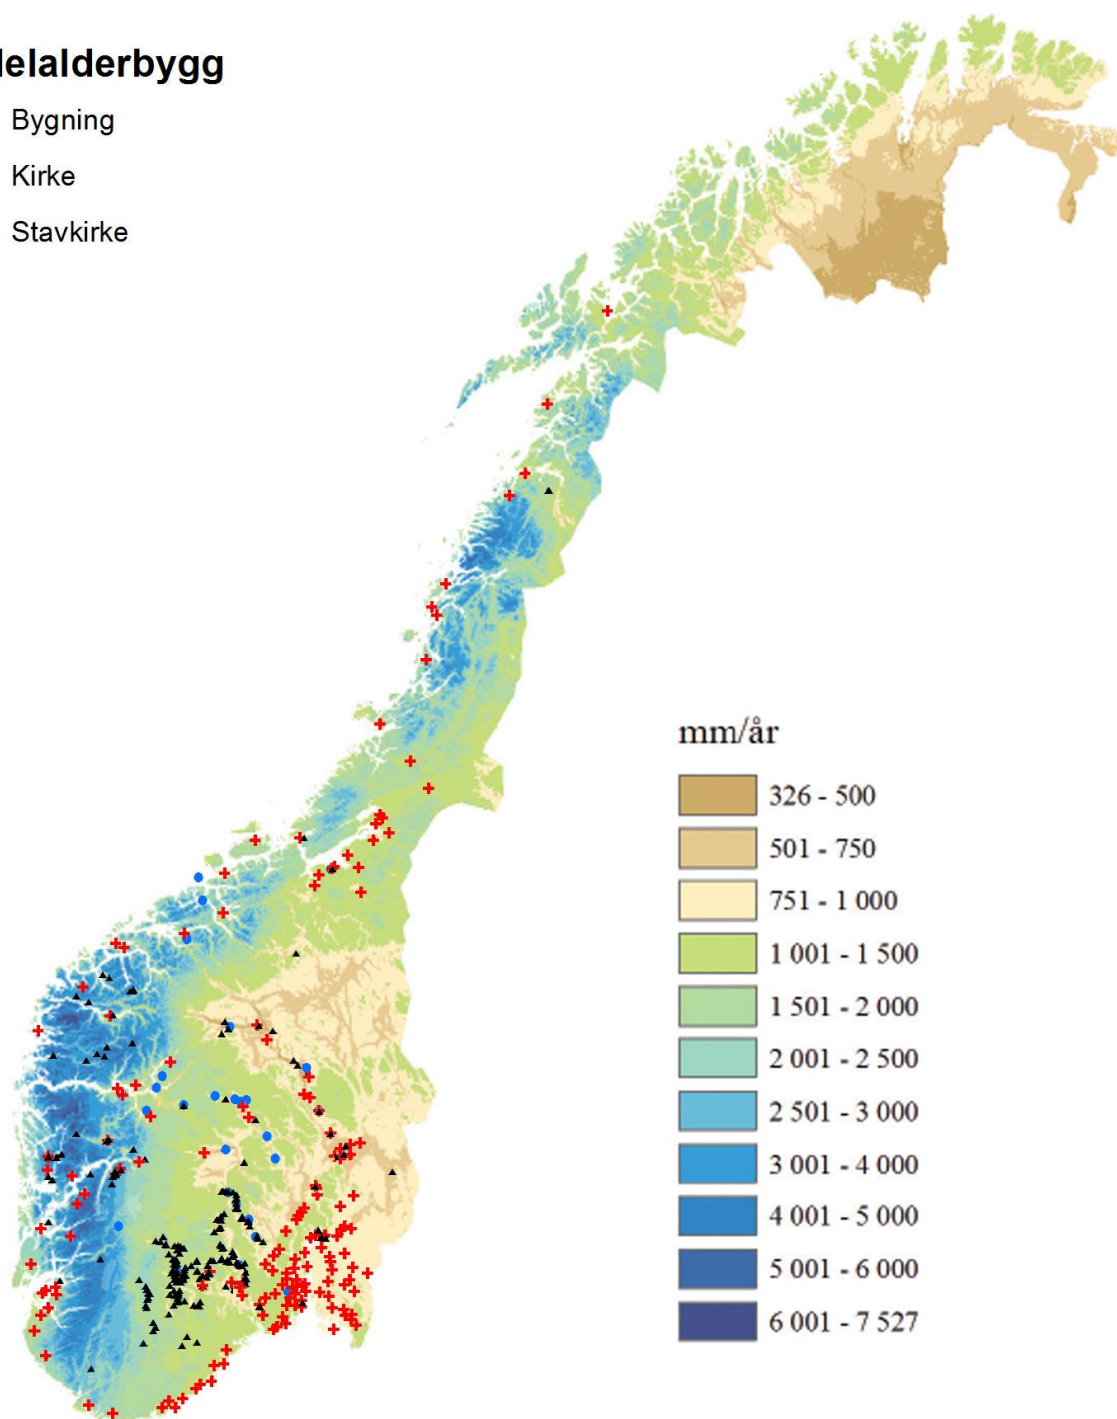 lelalderbygg
Bygning
Kirke
Stavkirke
mm/år
326 - 500
501 - 750
751 - 1 000
1 001 - 1 500
1 501 - 2 000
2 001 - 2 500
2 501 - 3 000
3 001 - 4 000
4 001 - 5 000
5 001 - 6 000
6 001 - 7 527